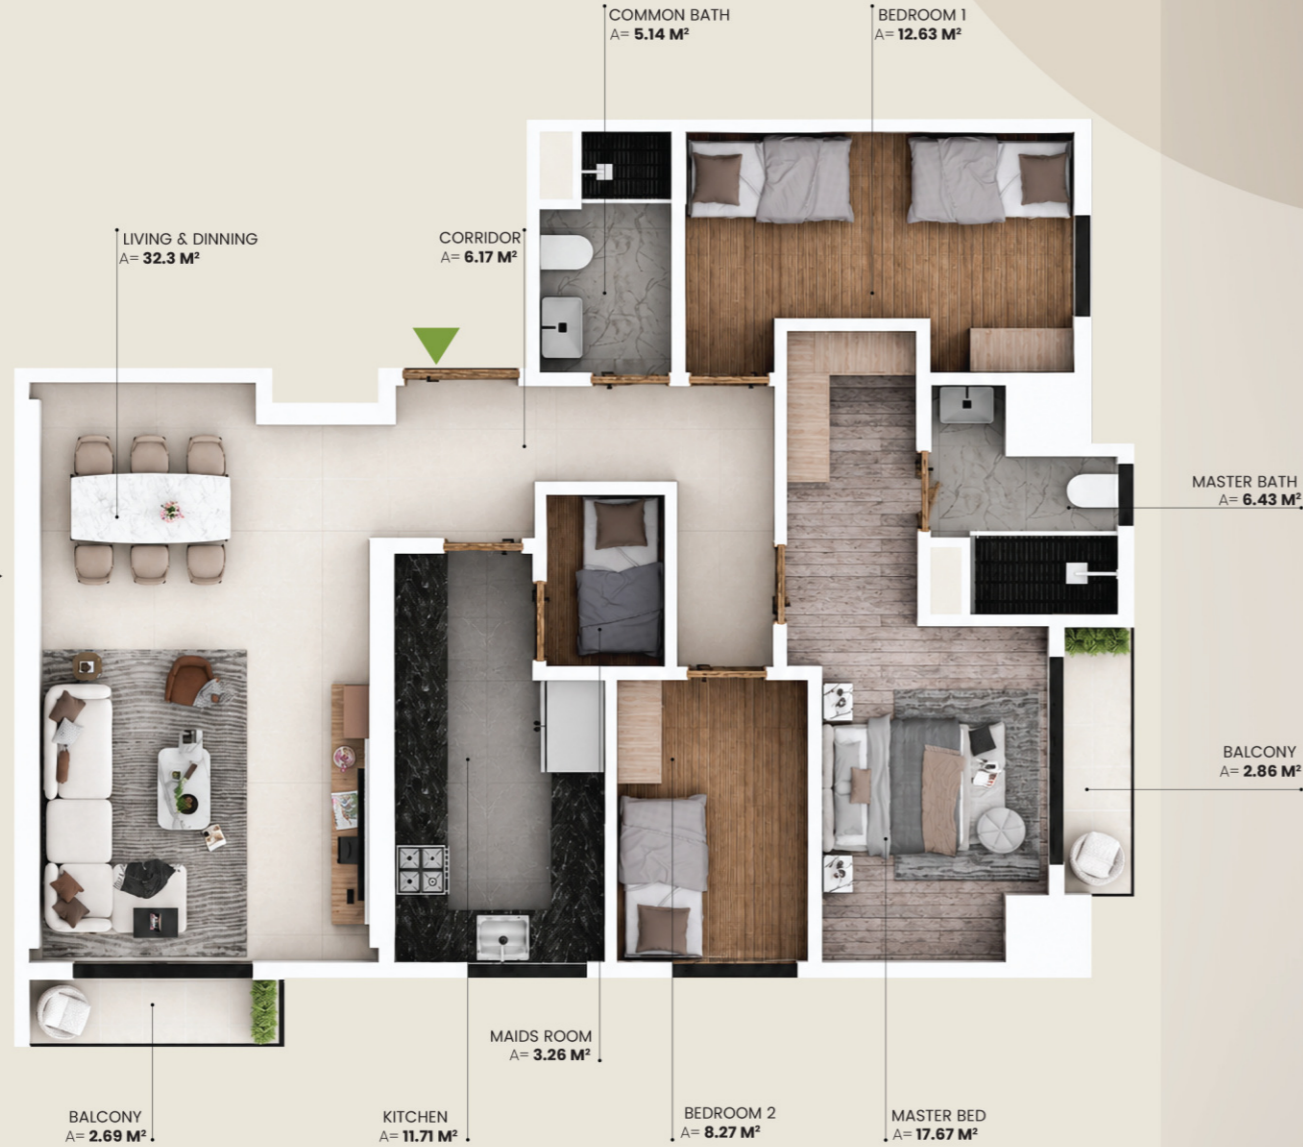 COMMON BATH
A= 5.14 M²
BEDROOM 1
A= 12.63 M²
LIVING & DINNING
A= 32.3 M²
CORRIDOR
A= 6.17 M²
MASTER BATH
A= 6.43 M²
BALCONY
A= 2.86 M²
MAIDS ROOM
A= 3.26 M²
BALCONY
A= 2.69 M²
KITCHEN
A= 11.71 M²
BEDROOM 2
A= 8.27 M²
MASTER BED
A= 17.67 M²